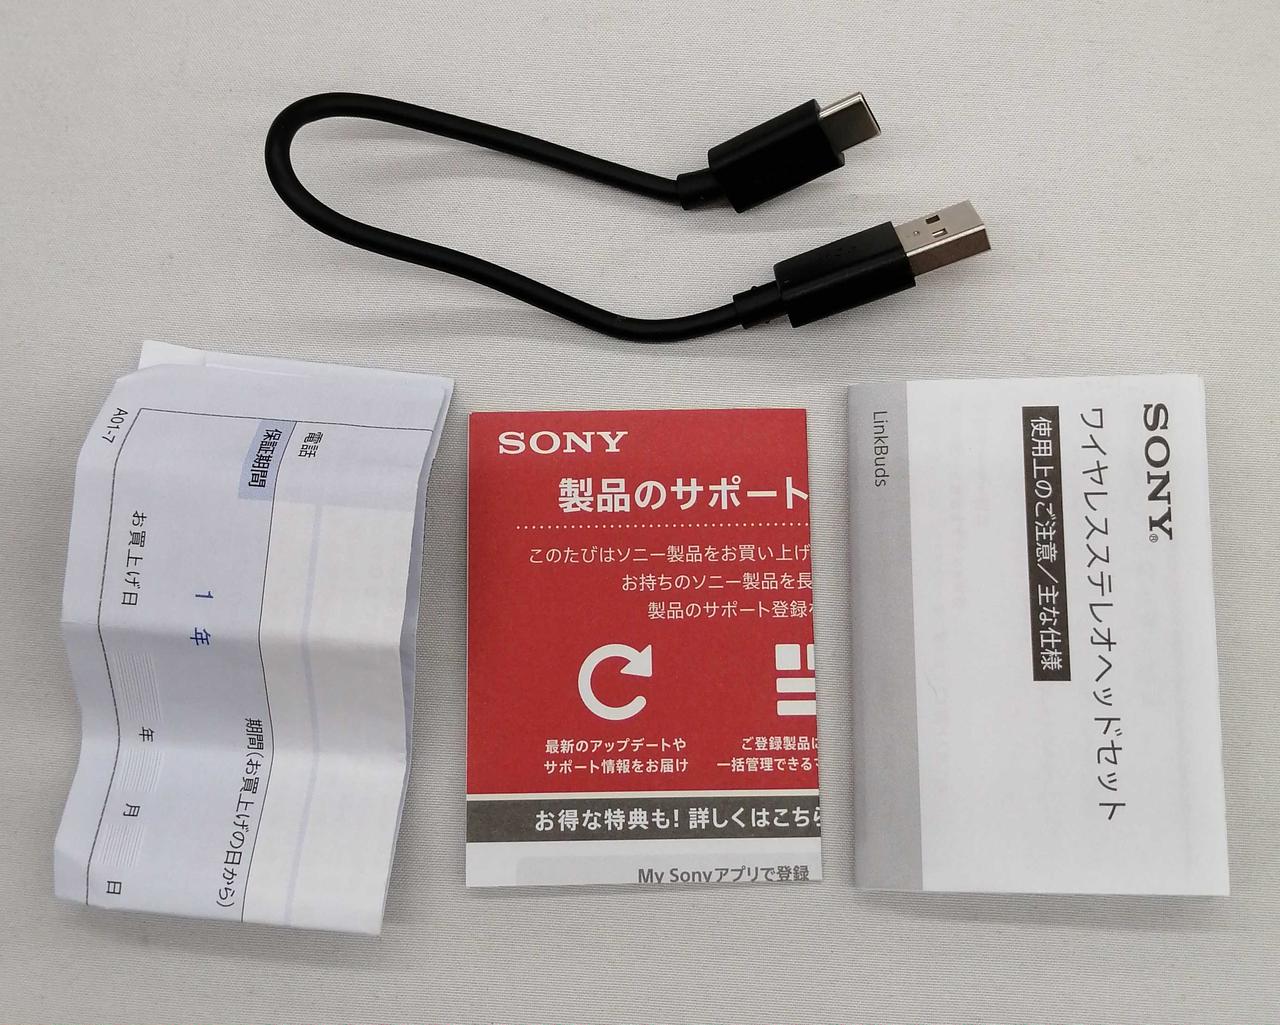 A01-7
電話
保証期間
1 年
期間(お買上げの日から)
お買上げ日
年
月
日
SONY
製品のサポート
このたびはソニー製品をお買い上げ
お持ちのソニー製品を長
製品のサポート登録
最新のアップデートや
サポート情報をお届け
ご登録製品
一括管理できる
お得な特典も! 詳しくはこちら
My Sonyアプリで登録
SONY®
ワイヤレスステレオヘッドセット
使用上のご注意/主な仕様
LinkBuds